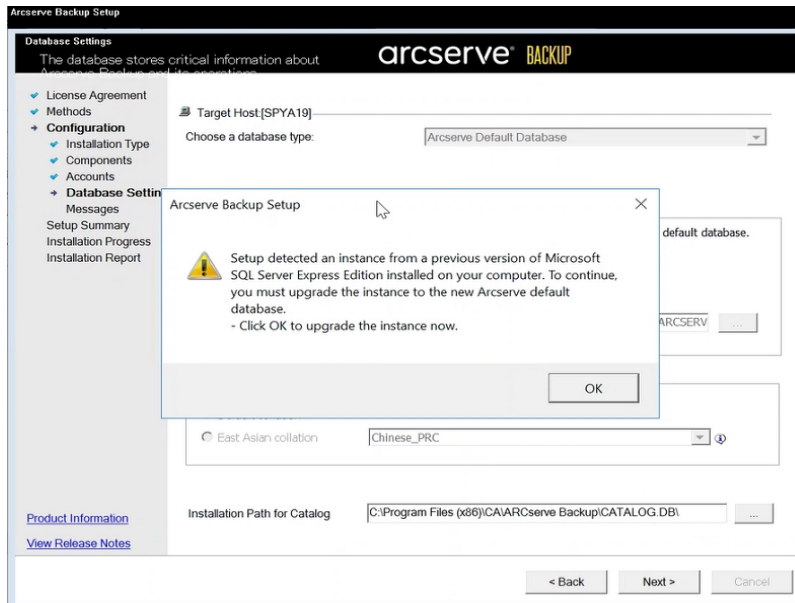 Arcserve Backup Setup
Database Settings
The database stores critical information about
Arcserve Backup and its operations
arcserve® BACKUP
License Agreement
Methods
Configuration
Installation Type
Components
Accounts
Database Settin
Messages
Setup Summary
Installation Progress
Installation Report
Product Information
View Release Notes
Target Host:[SPYA19]
Choose a database type:
Arcserve Default Database
default database.
ARCSERV
...
Arcserve Backup Setup
Setup detected an instance from a previous version of Microsoft
SQL Server Express Edition installed on your computer. To continue,
you must upgrade the instance to the new Arcserve default
database.
- Click OK to upgrade the instance now.
OK
East Asian collation
Chinese_PRC
Installation Path for Catalog
C:\Program Files (x86)\CA\ARCserve Backup\CATALOG.DB\
...
< Back
Next >
Cancel